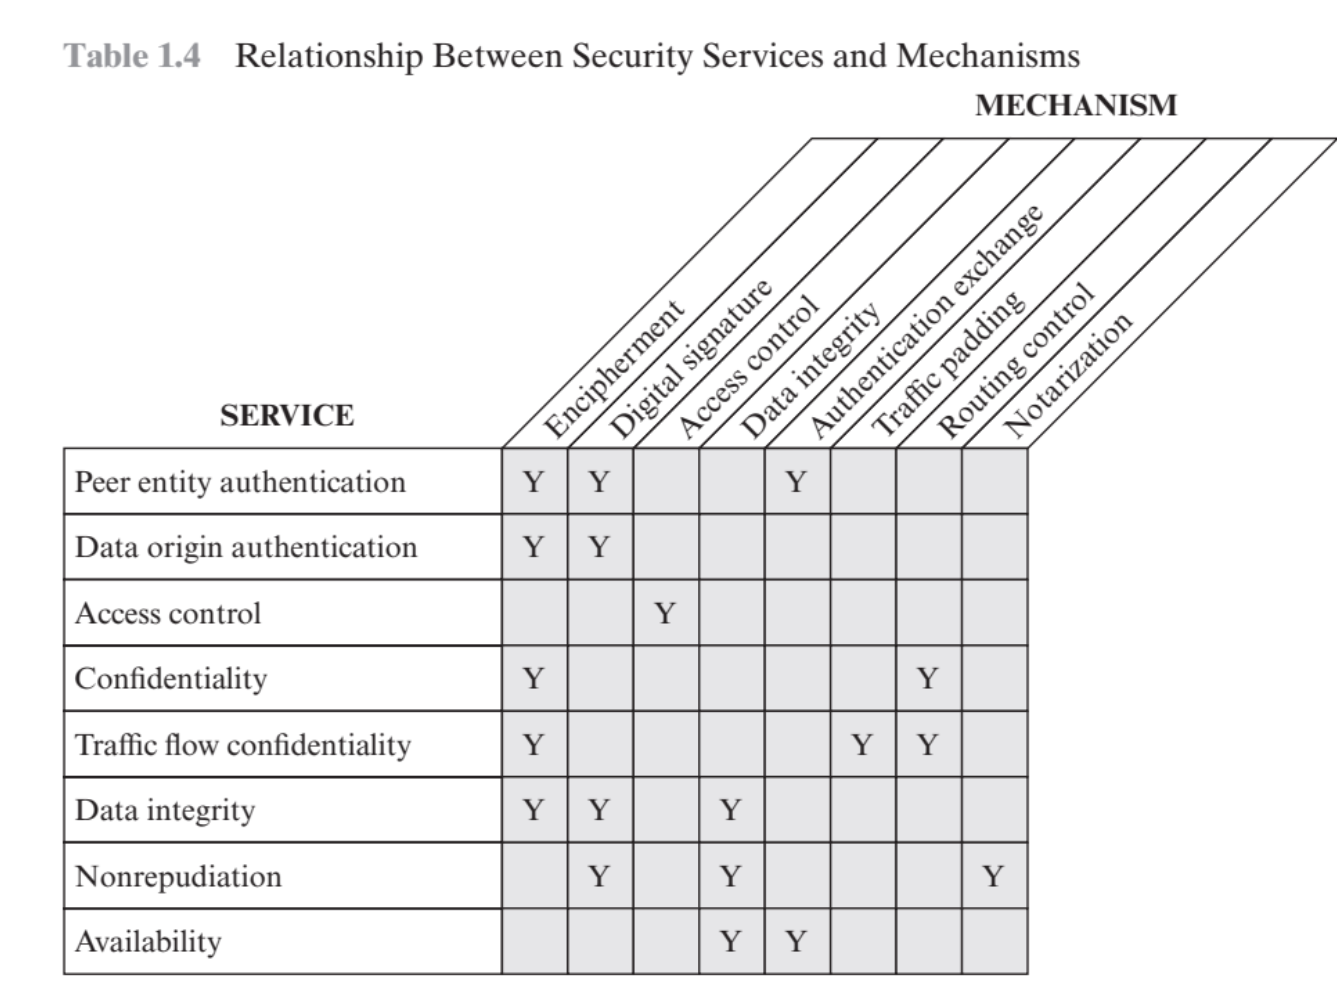 Table 1.4 Relationship Between Security Services and Mechanisms
MECHANISM
Encipherment
Digital signature
Access control
Data integrity
Authentication exchange
Traffic padding
Routing control
Notarization
SERVICE
Peer entity authentication Y Y Y
Data origin authentication Y Y
Access control Y
Confidentiality Y Y
Traffic flow confidentiality Y Y Y
Data integrity Y Y Y
Nonrepudiation Y Y Y
Availability Y Y